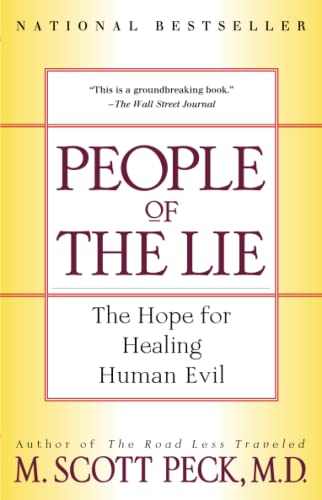 NATIONAL BESTSELLER
“This is a groundbreaking book.”
–The Wall Street Journal
PEOPLE
OF
THE LIE
The Hope for
Healing
Human Evil
Author of The Road Less Traveled
M. SCOTT PECK, M.D.